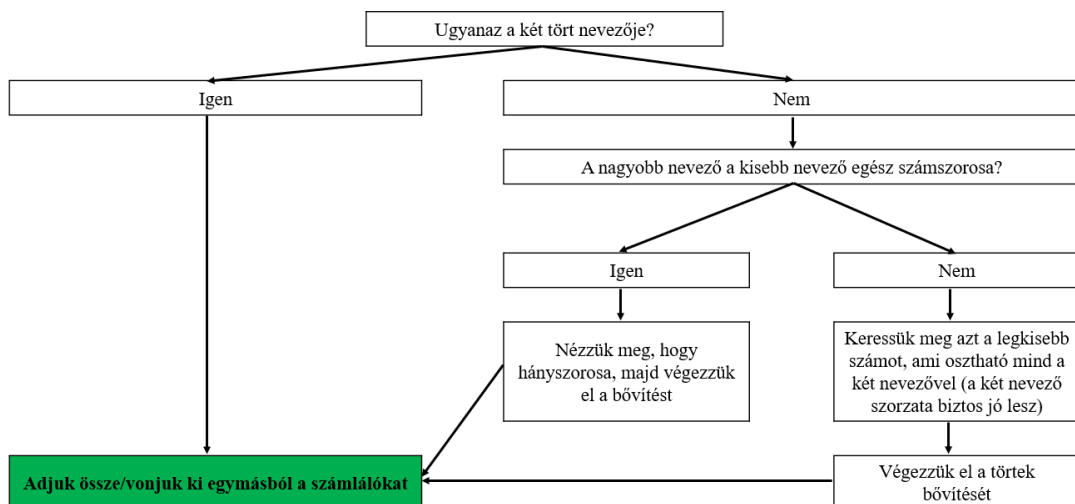 Ugyanaz a két tört nevezője?
Igen
Nem
A nagyobb nevező a kisebb nevező egész számszorosa?
Igen
Nem
Nézzük meg, hogy
hányszorosa, majd végezzük
el a bővítést
Keressük meg azt a legkisebb
számot, ami osztható mind a
két nevezővel (a két nevező
szorzata biztos jó lesz)
Adjuk össze/vonjuk ki egymásból a számlálókat
Végezzük el a törtek
bővítését